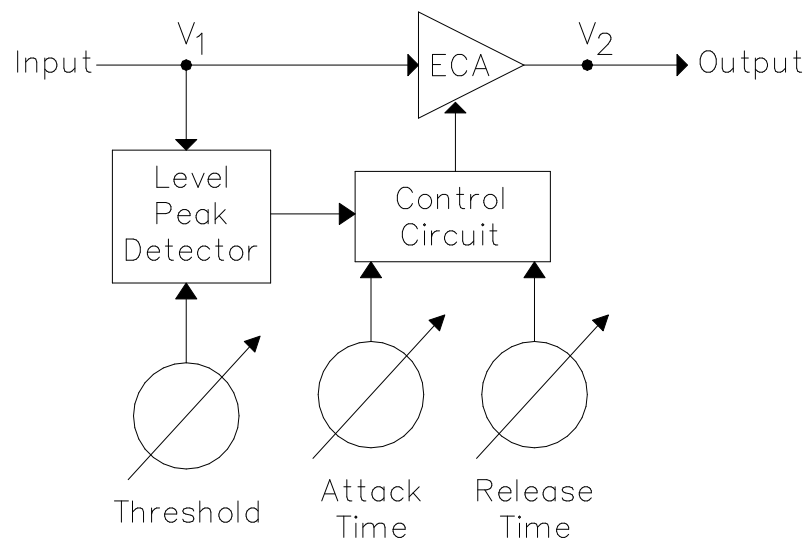 V1
V2
Input
ECA
Output
Level
Peak
Detector
Control
Circuit
Threshold
Attack
Time
Release
Time